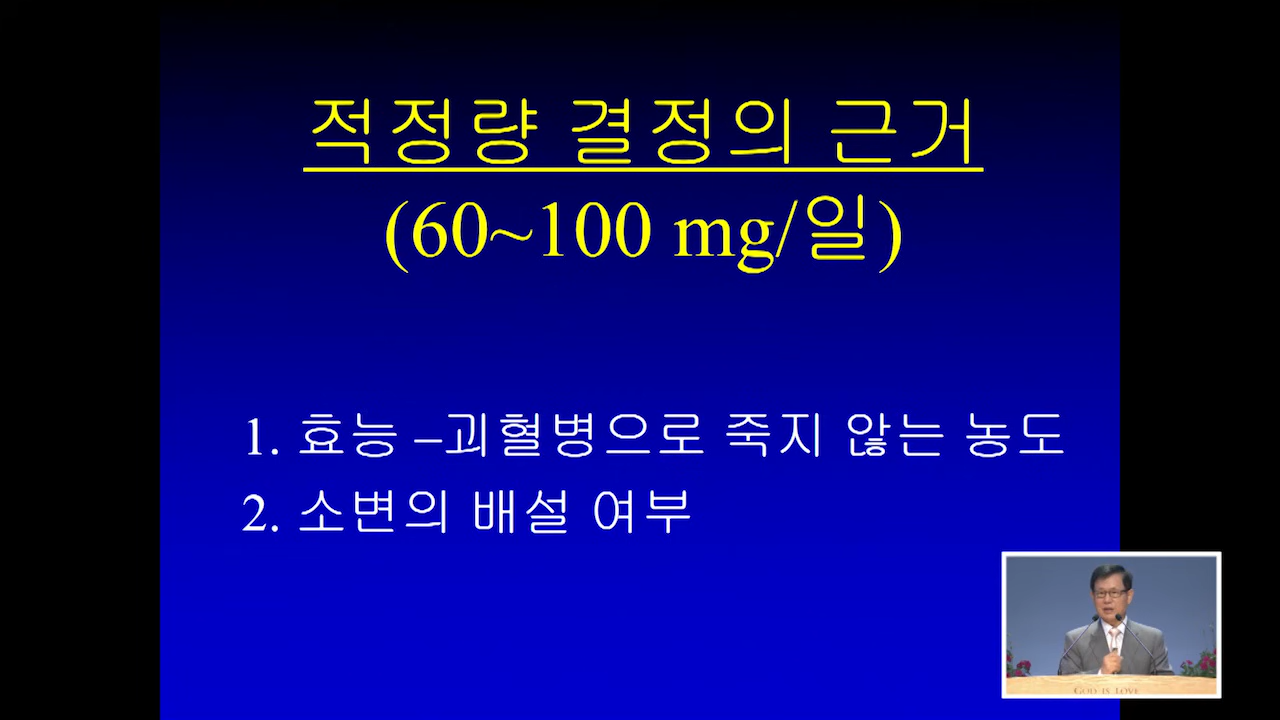 적정량 결정의 근거
(60~100 mg/일)
1. 효능 –괴혈병으로 죽지 않는 농도
2. 소변의 배설 여부
GOD IS LOVE